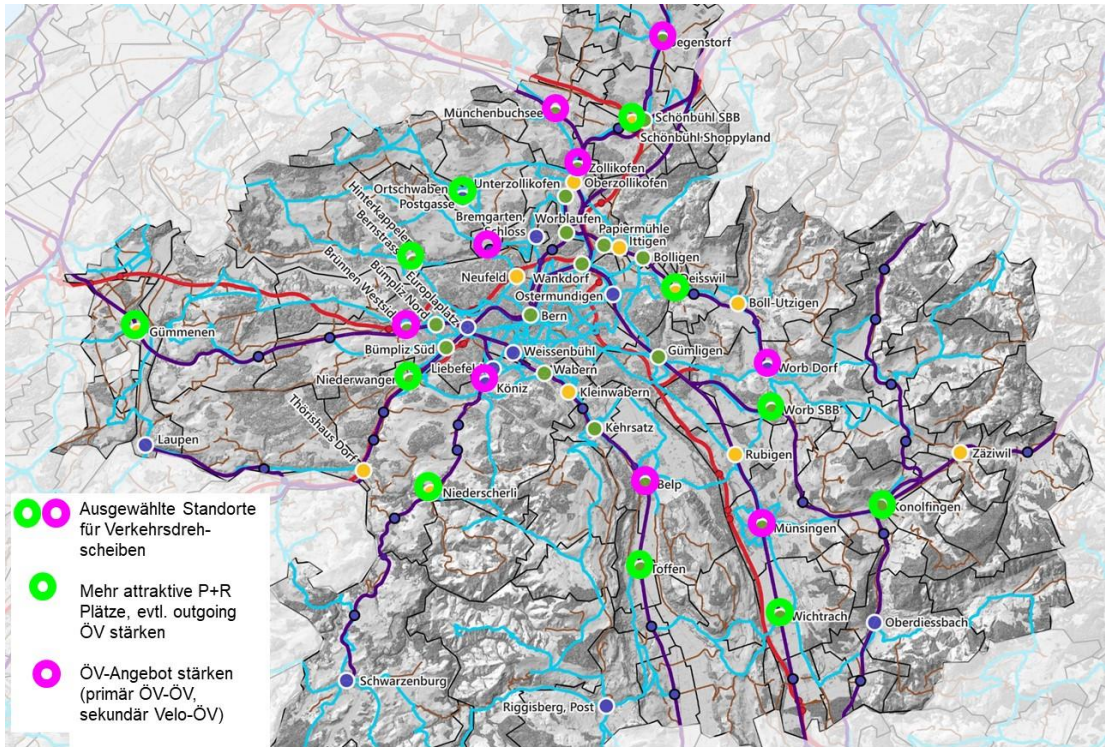 egenstorf
Münchenbuchsee
Schönbühl SBB
Schönbühl Shoppyland
Zollikofen
Unterzollikofen
Oberzollikofen
Ortschwaben
Postgasse
Hinterkappelen
Bernstrasse
Bremgarten,
Schloss
Worblaufen
Papiermühle
Ittigen
Bolligen
Brünnen Westside
Bümpliz Nord
Europlaplatz
Neufeld
Wankdorf
Deisswil
Ostermundigen
Boll-Utzigen
Gümmenen
Bern
Bümpliz Süd
Weissenbühl
Gümligen
Liebefeld
Wabern
Worb Dorf
Niederwangen
Köniz
Kleinwabern
Worb SBB
Thörishaus Dorf
Kehrsatz
Laupen
Rubigen
Zäziwil
Belp
Niederscherli
Konolfingen
Münsingen
Ausgewählte Standorte
für Verkehrsdreh-
scheiben
Toffen
Mehr attraktive P+R
Plätze, evtl. outgoing
ÖV stärken
Wichtrach
Oberdiessbach
ÖV-Angebot stärken
(primär ÖV-ÖV,
sekundär Velo-ÖV)
Schwarzenburg
Riggisberg, Post